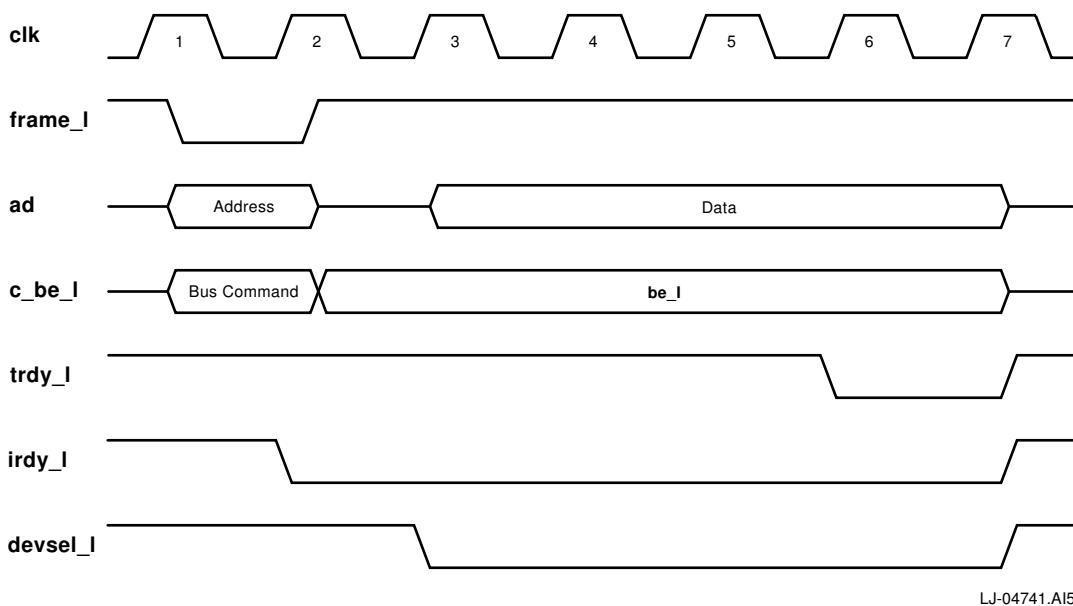 clk
1 2 3 4 5 6 7
frame_l
ad
Address Data
c_be_l
Bus Command be_l
trdy_l
irdy_l
devsel_l
LJ-04741.AI5